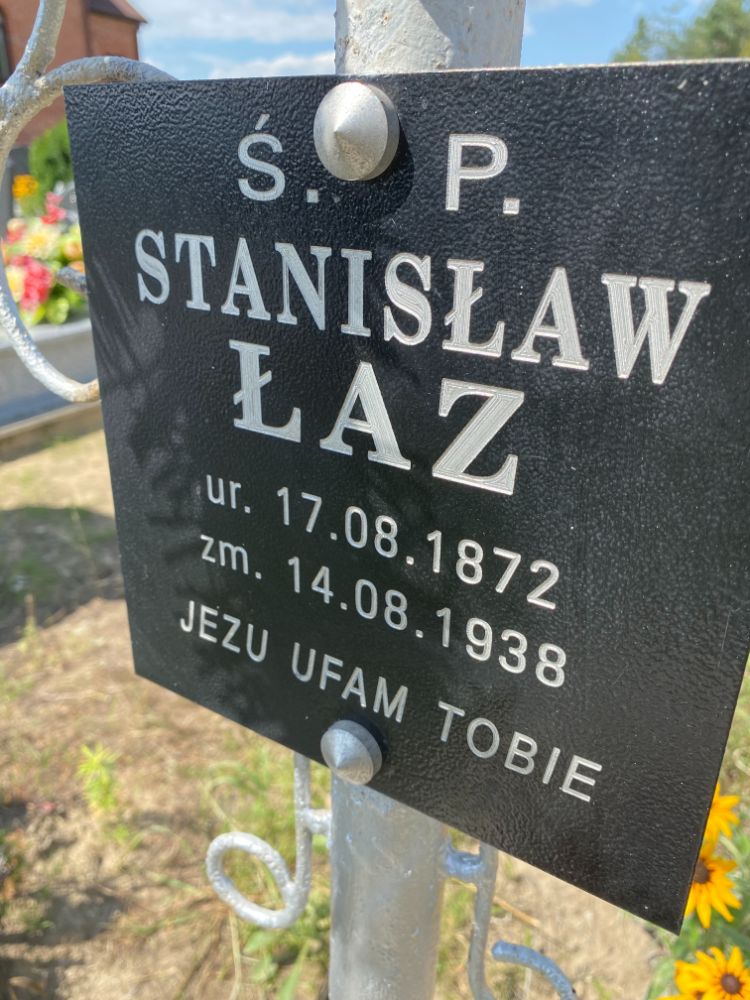 Ś. P.
STANISŁAW
ŁAZ
ur. 17.08.1872
zm. 14.08.1938
JEZU UFAM TOBIE